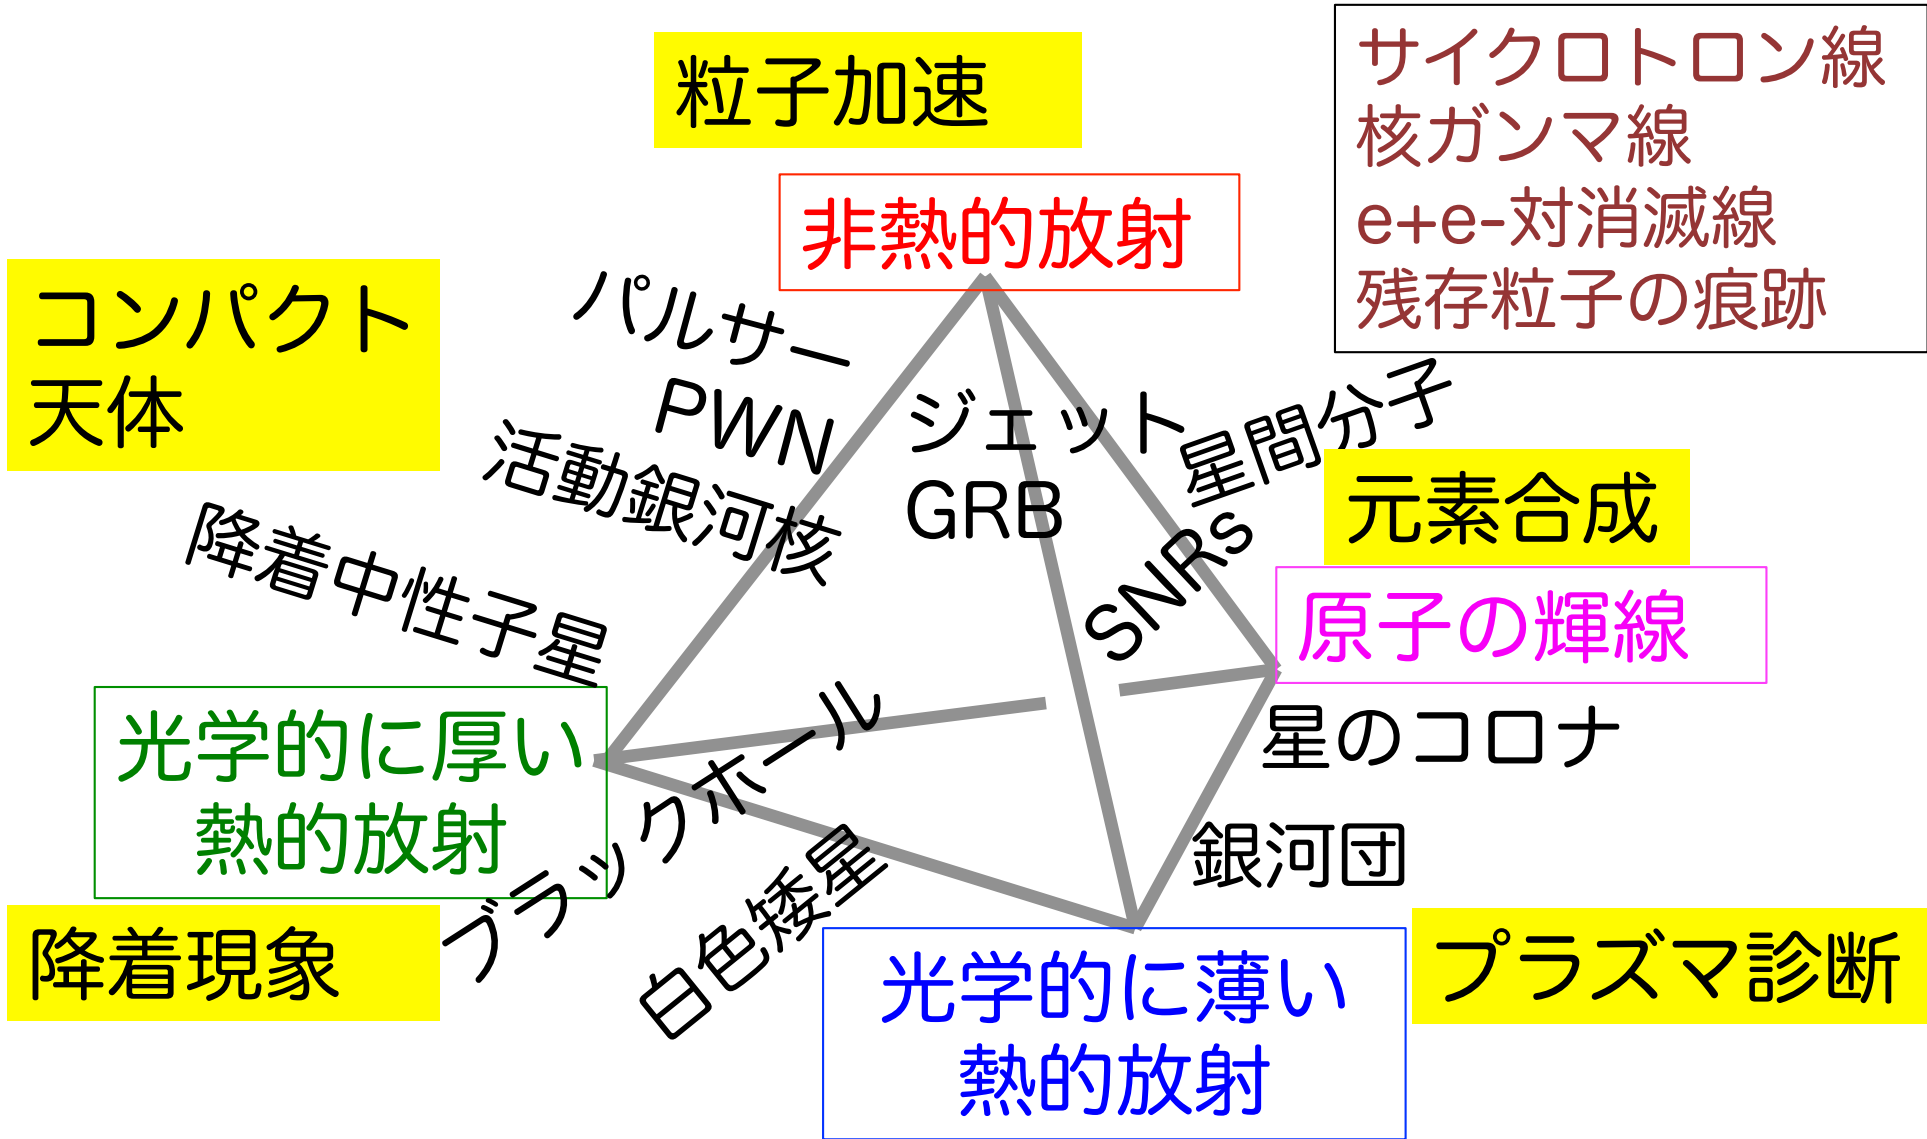 粒子加速
サイクロトロン線
核ガンマ線
e+e-対消滅線
残存粒子の痕跡
非熱的放射
コンパクト
天体
パルサー
PWN
活動銀河核
降着中性子星
ジェット
GRB
星間分子
SNRs
元素合成
原子の輝線
光学的に厚い
熱的放射
星のコロナ
銀河団
ブラックホール
白色矮星
降着現象
光学的に薄い
熱的放射
プラズマ診断